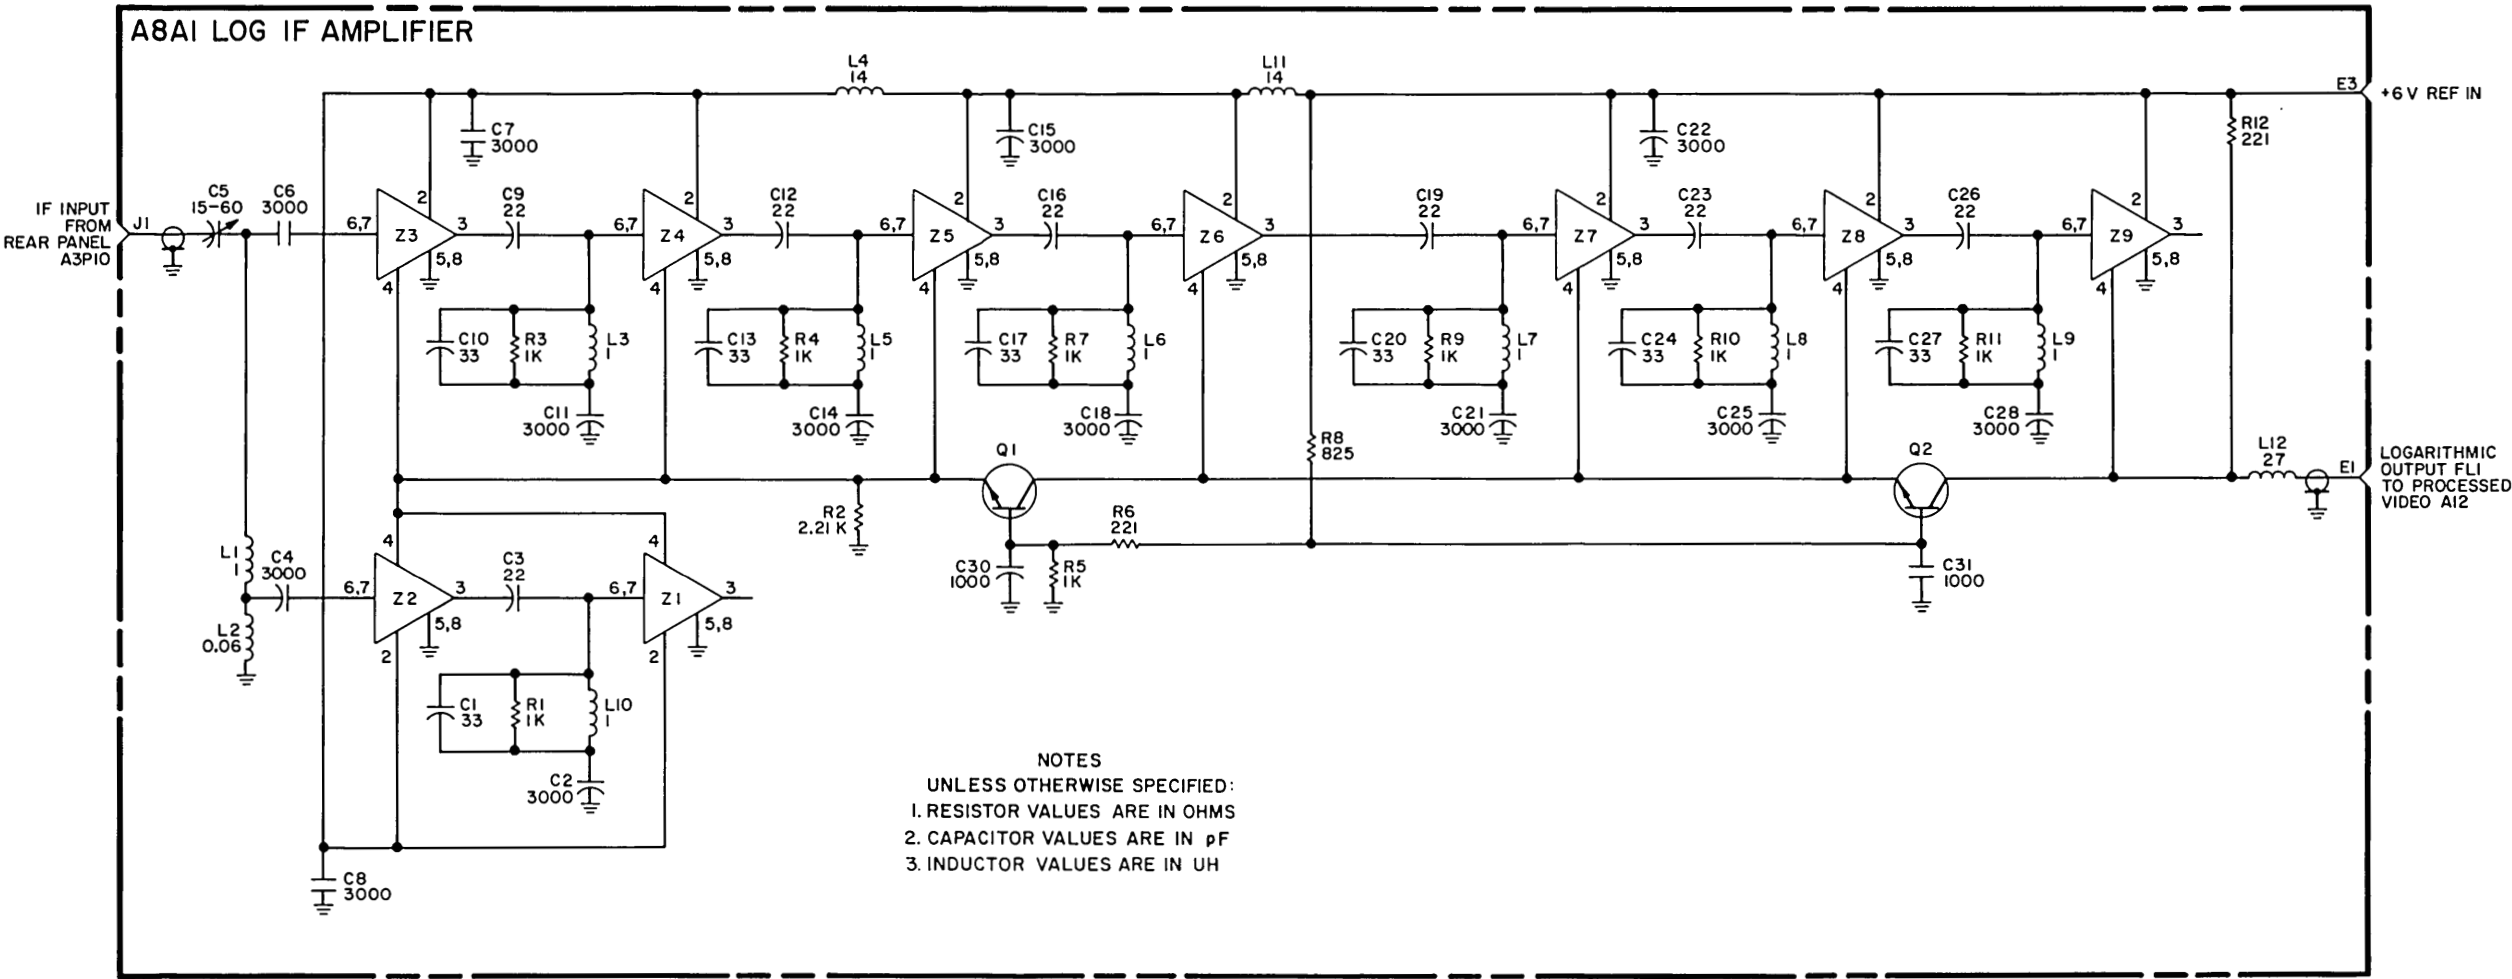 A8A1 LOG IF AMPLIFIER
L4
14
L11
14
E3
+6 V REF IN
C7
3000
C15
3000
C22
3000
R12
221
IF INPUT
FROM
REAR PANEL
A3P10
J1
C5
15-60
C6
3000
6,7
Z3
2
3
5,8
4
C9
22
6,7
Z4
2
3
5,8
4
C12
22
6,7
Z5
2
3
5,8
4
C16
22
6,7
Z6
2
3
5,8
4
C19
22
6,7
Z7
2
3
5,8
4
C23
22
6,7
Z8
2
3
5,8
4
C26
22
6,7
Z9
2
3
5,8
4
C10
33
R3
1K
L3
1
C13
33
R4
1K
L5
1
C17
33
R7
1K
L6
1
C20
33
R9
1K
L7
1
C24
33
R10
1K
L8
1
C27
33
R11
1K
L9
1
C11
3000
C14
3000
C18
3000
C21
3000
C25
3000
C28
3000
R8
825
Q1
Q2
L12
27
E1
LOGARITHMIC
OUTPUT FL1
TO PROCESSED
VIDEO A12
R2
2.21 K
R6
221
C30
1000
R5
1K
C31
1000
L1
1
C4
3000
L2
0.06
4
6,7
Z2
3
5,8
2
C3
22
4
6,7
Z1
3
5,8
2
C1
33
R1
1K
L10
1
C2
3000
C8
3000
NOTES
UNLESS OTHERWISE SPECIFIED:
1. RESISTOR VALUES ARE IN OHMS
2. CAPACITOR VALUES ARE IN pF
3. INDUCTOR VALUES ARE IN UH